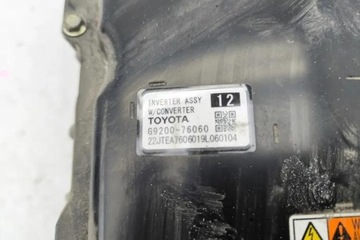 INVERTER ASSY 12
W/CONVERTER
TOYOTA
G9200-76060
22JTEA7606019L060104